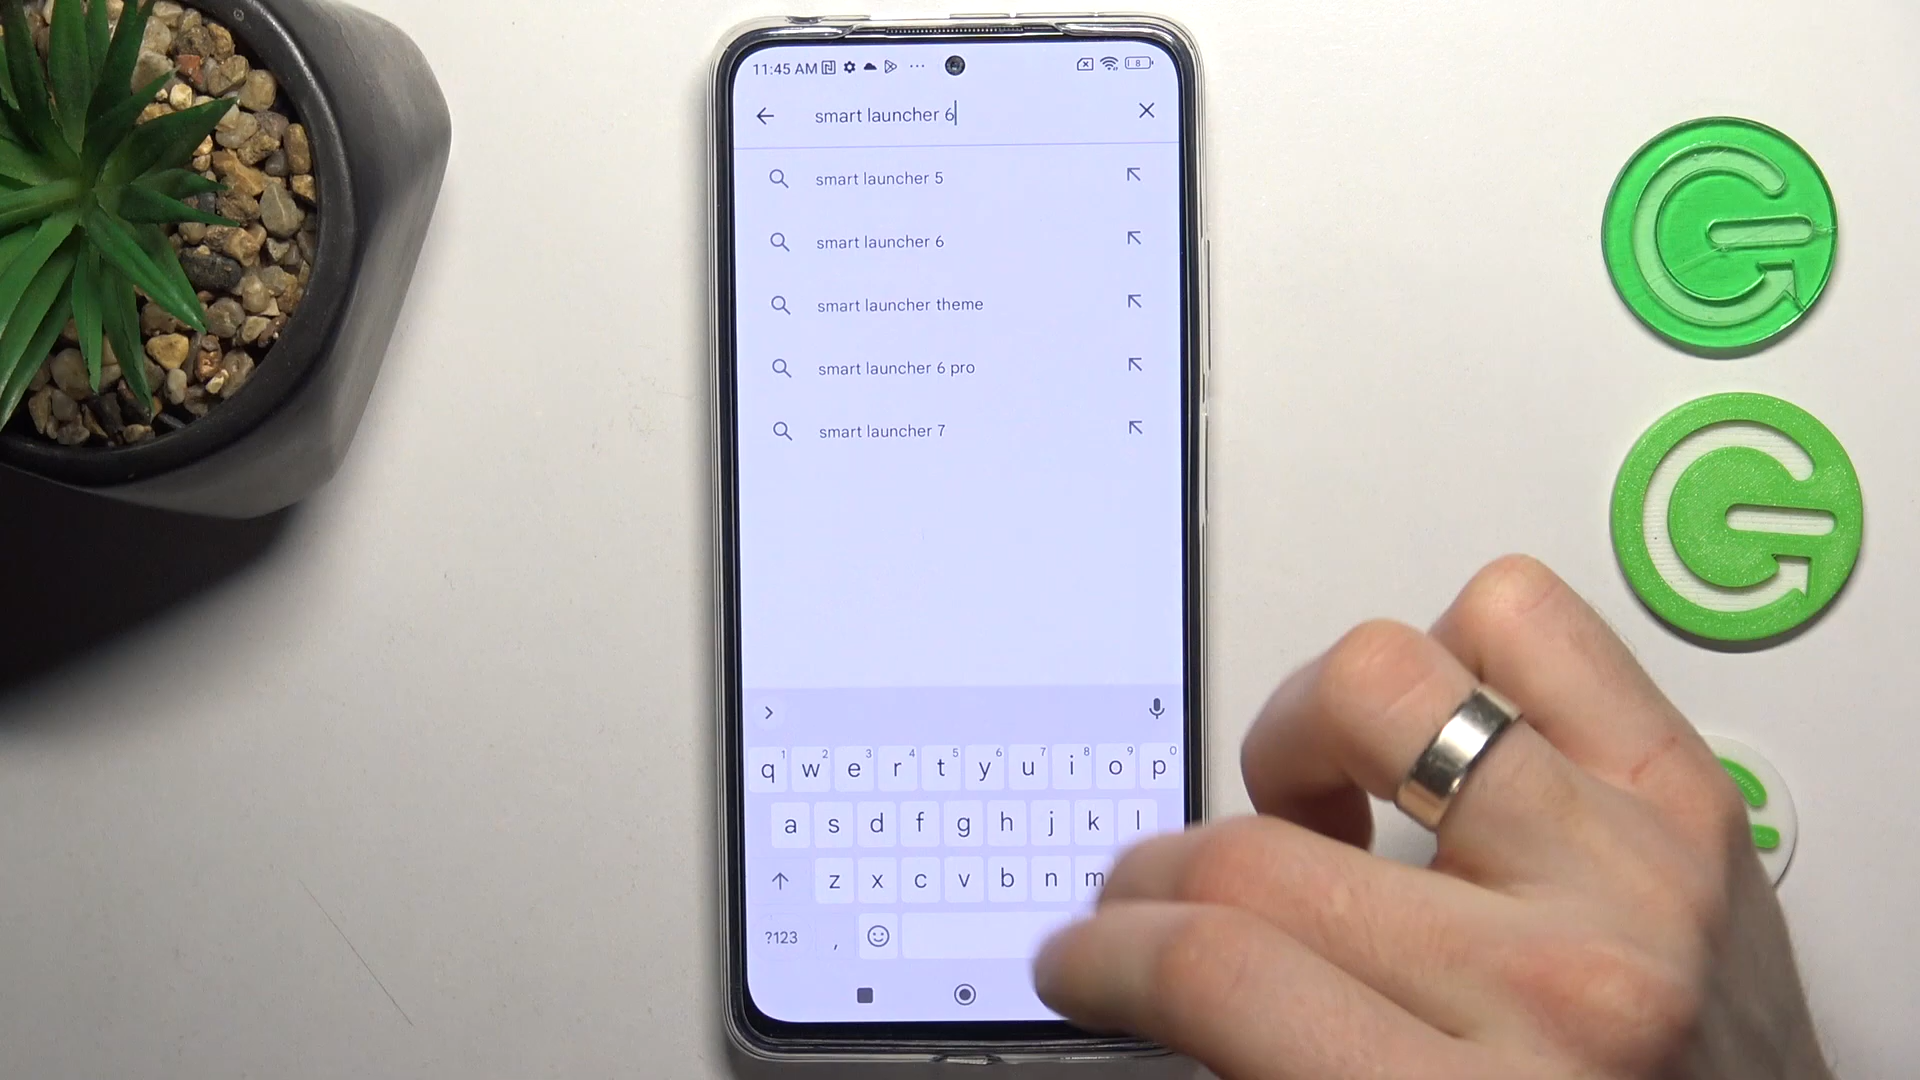 11:45 AM
8
smart launcher 6
smart launcher 5
smart launcher 6
smart launcher theme
smart launcher 6 pro
smart launcher 7
1 2 3 4 5 6 7 8 9 0
q w e r t y u i o p
a s d f g h j k l
z x c v b n m
?123 ,